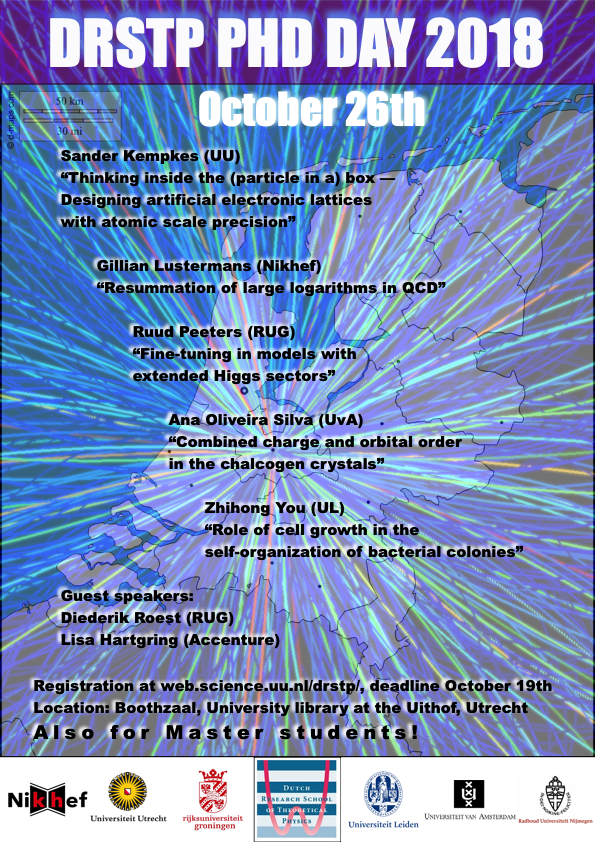 DRSTP PHD DAY 2018
October 26th
50 km
30 mi
© d-maps.com
Sander Kempkes (UU)
“Thinking inside the (particle in a) box —
Designing artificial electronic lattices
with atomic scale precision”
Gillian Lustermans (Nikhef)
“Resummation of large logarithms in QCD”
Ruud Peeters (RUG)
“Fine-tuning in models with
extended Higgs sectors”
Ana Oliveira Silva (UvA)
“Combined charge and orbital order
in the chalcogen crystals”
Zhihong You (UL)
“Role of cell growth in the
self-organization of bacterial colonies”
Guest speakers:
Diederik Roest (RUG)
Lisa Hartgring (Accenture)
Registration at web.science.uu.nl/drstp/, deadline October 19th
Location: Boothzaal, University library at the Uithof, Utrecht
Also for Master students!
Nikhef
Universiteit Utrecht
rijksuniversiteit
groningen
Dutch
Research School
of Theoretical
Physics
Universiteit Leiden
Universiteit van Amsterdam
Radboud Universiteit Nijmegen